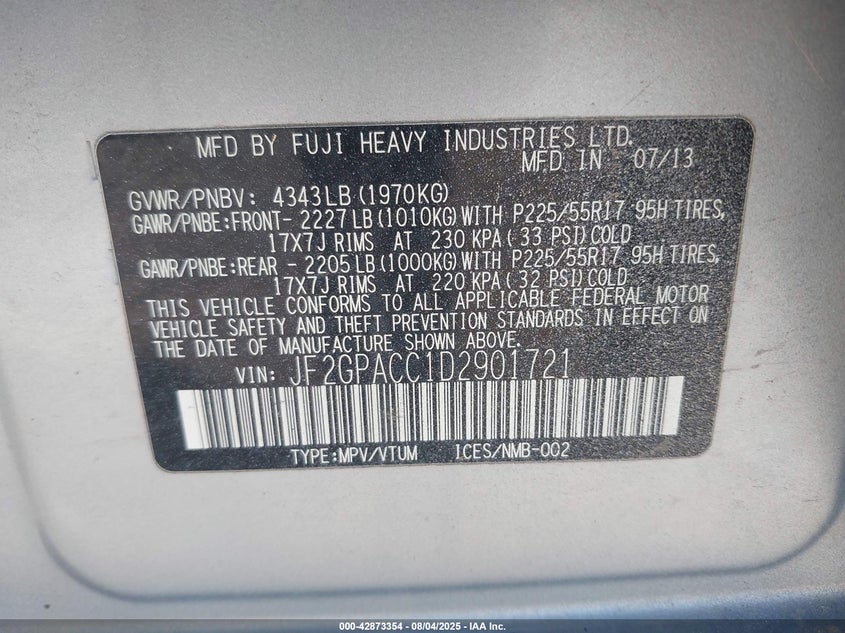 MFD BY FUJI HEAVY INDUSTRIES LTD.
MFD IN 07/13
GVWR/PNBV: 4343LB (1970KG)
GAWR/PNBE:FRONT- 2227LB (1010KG) WITH P225/55R17 95H TIRES,
17X7J RIMS AT 230 KPA (33 PSI) COLD
GAWR/PNBE:REAR - 2205LB (1000KG) WITH P225/55R17 95H TIRES,
17X7J RIMS AT 220 KPA (32 PSI) COLD
THIS VEHICLE CONFORMS TO ALL APPLICABLE FEDERAL MOTOR
VEHICLE SAFETY AND THEFT PROVISION STANDARDS IN EFFECT ON
THE DATE OF MANUFACTURE SHOWN ABOVE.
VIN: JF2GPACC1D2901721
TYPE:MPV/VTUM ICES/NMB-002
000-42873354 - 08/04/2025 - IAA Inc.